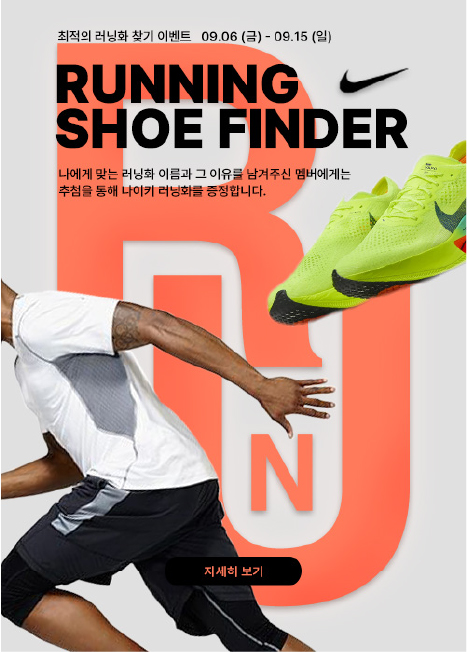 최적의 러닝화 찾기 이벤트 09.06 (금) - 09.15 (일)
RUNNING
SHOE FINDER
나에게 맞는 러닝화 이름과 그 이유를 남겨주신 멤버에게는
추첨을 통해 나이키 러닝화를 증정합니다.
R
U
N
자세히 보기